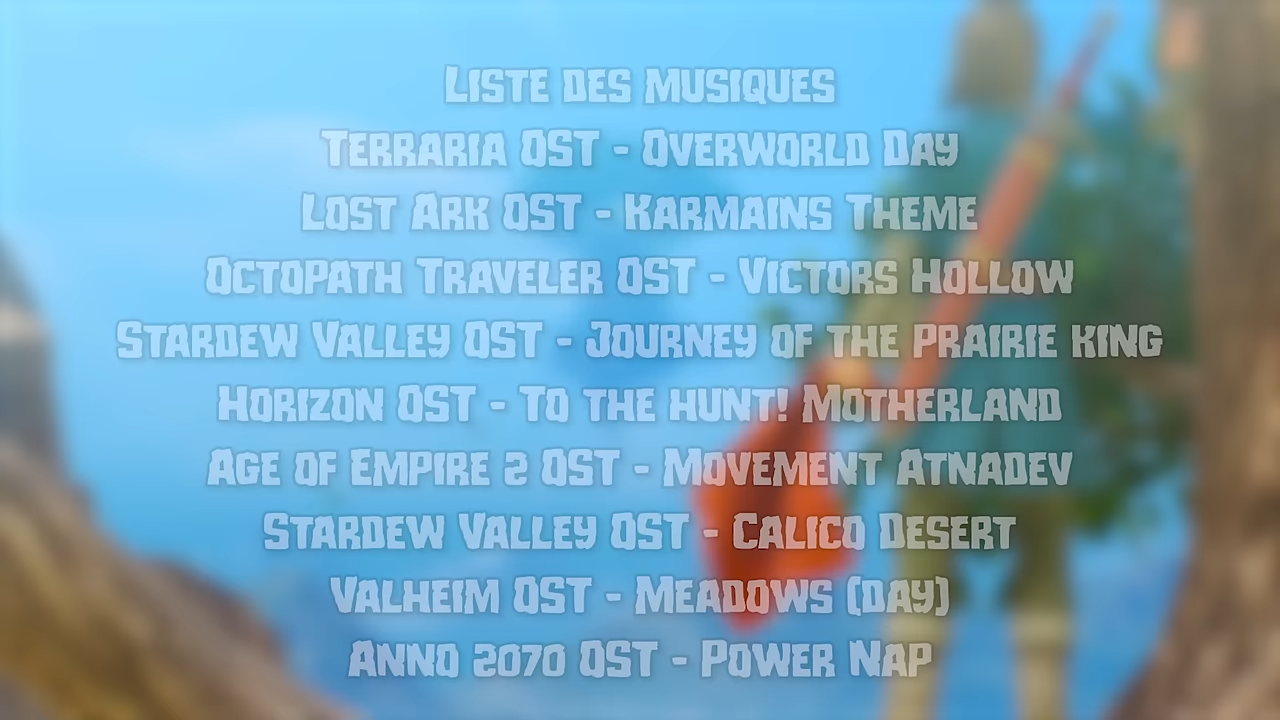 Liste des musiques
Terraria OST - Overworld Day
Lost Ark OST - Karmains Theme
Octopath Traveler OST - Victors Hollow
Stardew Valley OST - Journey of the Prairie King
Horizon OST - To the hunt! Motherland
Age of Empire 2 OST - Movement Atnadev
Stardew Valley OST - Calico Desert
Valheim OST - Meadows (day)
Anno 2070 OST - Power Nap